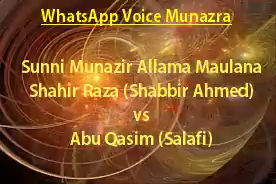 WhatsApp Voice Munazra
Sunni Munazir Allama Maulana
Shahir Raza (Shabbir Ahmed)
vs
Abu Qasim (Salafi)